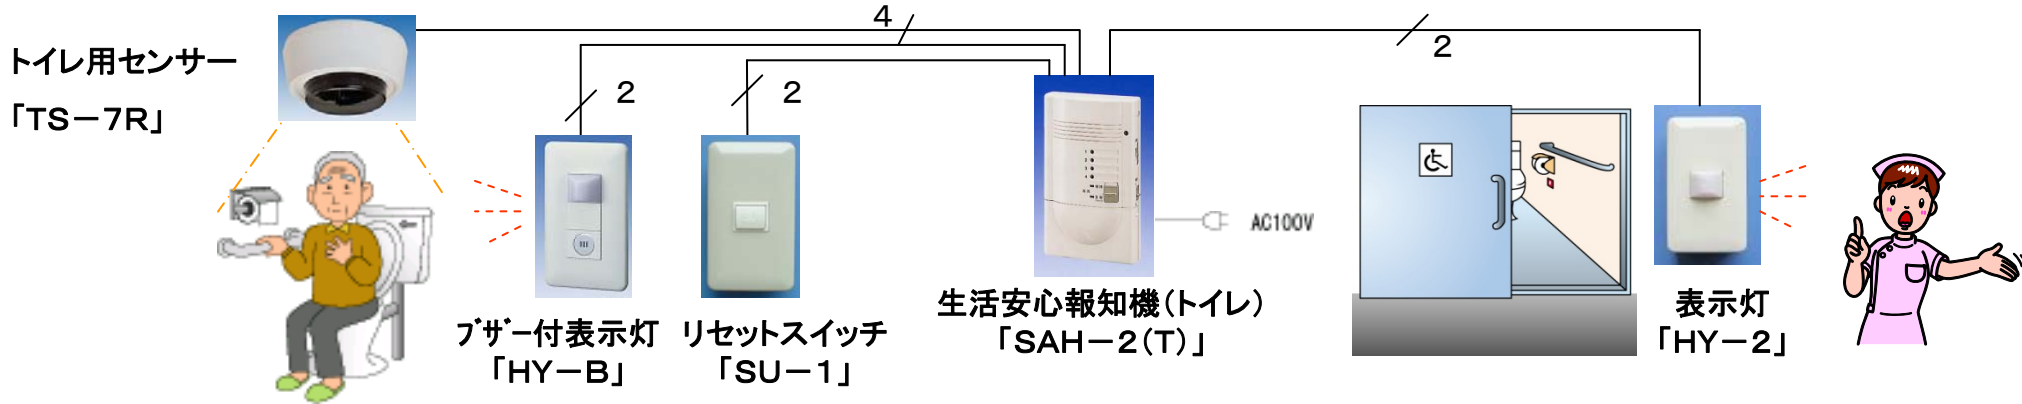 トイレ用センサー
「TS－7R」
4
2
2
2
AC100V
ﾌﾞｻﾞｰ付表示灯
「HY－B」
リセットスイッチ
「SU－1」
生活安心報知機（トイレ）
「SAH－2（T）」
表示灯
「HY－2」